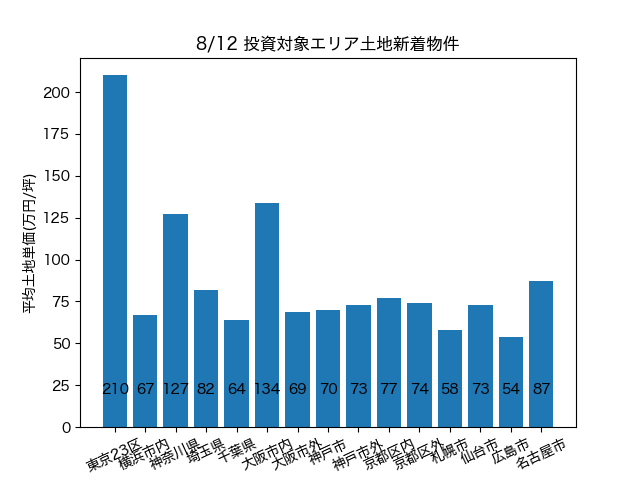 8/12 投資対象エリア土地新着物件
平均土地単価(万円/坪)
200
175
150
125
100
75
50
25
0
210 67 127 82 64 134 69 70 73 77 74 58 73 54 87
東京23区 横浜市内 神奈川県 埼玉県 千葉県 大阪市内 大阪市外 神戸市 神戸市外 京都区内 京都区外 札幌市 仙台市 広島市 名古屋市